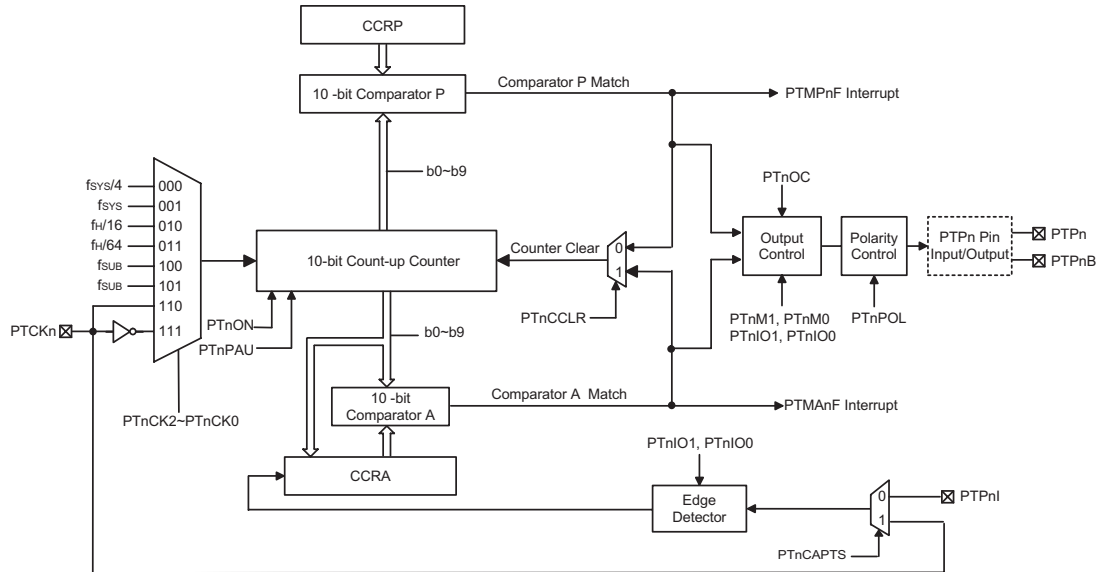 CCRP
10 -bit Comparator P
Comparator P Match
PTMPnF Interrupt
b0~b9
fSYS/4
000
fSYS
001
fH/16
010
fH/64
011
fSUB
100
fSUB
101
110
111
PTCKn
PTnCK2~PTnCK0
10-bit Count-up Counter
PTnON
PTnPAU
Counter Clear
0
1
PTnCCLR
PTnOC
Output
Control
PTnM1, PTnM0
PTnIO1, PTnIO0
Polarity
Control
PTnPOL
PTPn Pin
Input/Output
PTPn
PTPnB
b0~b9
10 -bit
Comparator A
Comparator A Match
PTMAnF Interrupt
CCRA
PTnIO1, PTnIO0
Edge
Detector
0
1
PTPnI
PTnCAPTS